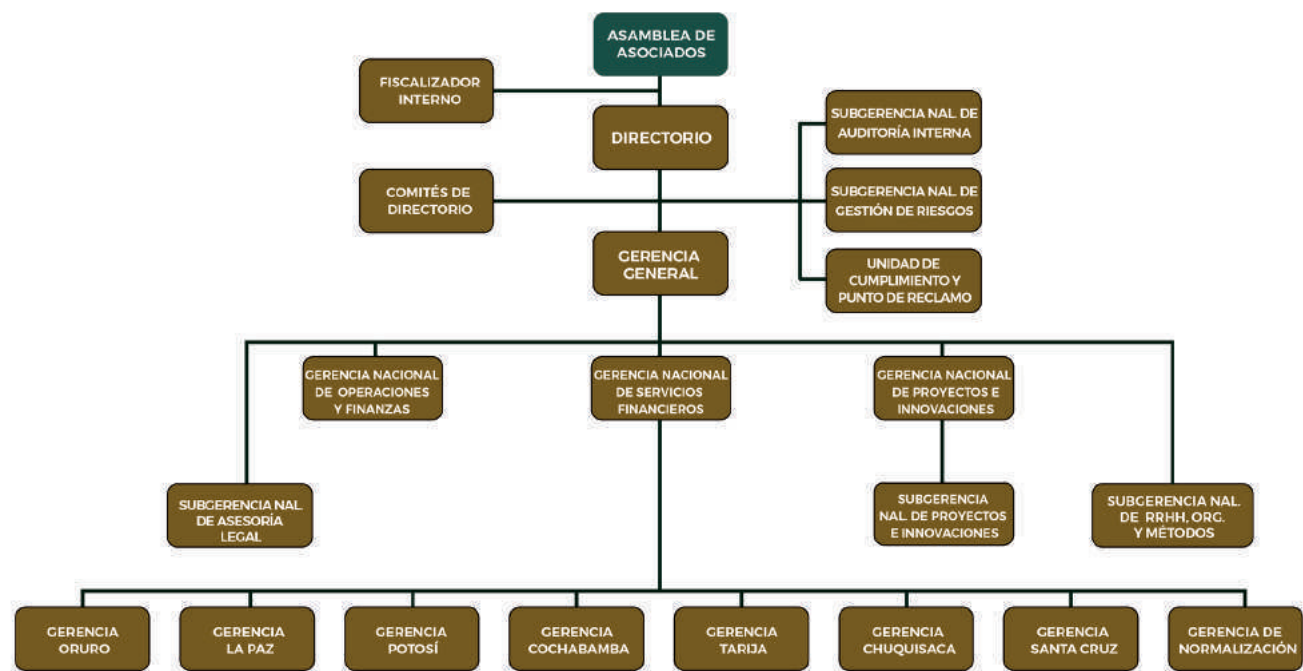 ASAMBLEA DE
ASOCIADOS
FISCALIZADOR
INTERNO
DIRECTORIO
SUBGERENCIA NAL. DE
AUDITORÍA INTERNA
COMITÉS DE
DIRECTORIO
SUBGERENCIA NAL. DE
GESTIÓN DE RIESGOS
GERENCIA
GENERAL
UNIDAD DE
CUMPLIMIENTO Y
PUNTO DE RECLAMO
GERENCIA NACIONAL
DE OPERACIONES
Y FINANZAS
GERENCIA NACIONAL
DE SERVICIOS
FINANCIEROS
GERENCIA NACIONAL
DE PROYECTOS E
INNOVACIONES
SUBGERENCIA NAL.
DE ASESORÍA
LEGAL
SUBGERENCIA
NAL. DE PROYECTOS
E INNOVACIONES
SUBGERENCIA NAL.
DE RRHH, ORG.
Y MÉTODOS
GERENCIA
ORURO
GERENCIA
LA PAZ
GERENCIA
POTOSÍ
GERENCIA
COCHABAMBA
GERENCIA
TARIJA
GERENCIA
CHUQUISACA
GERENCIA
SANTA CRUZ
GERENCIA DE
NORMALIZACIÓN